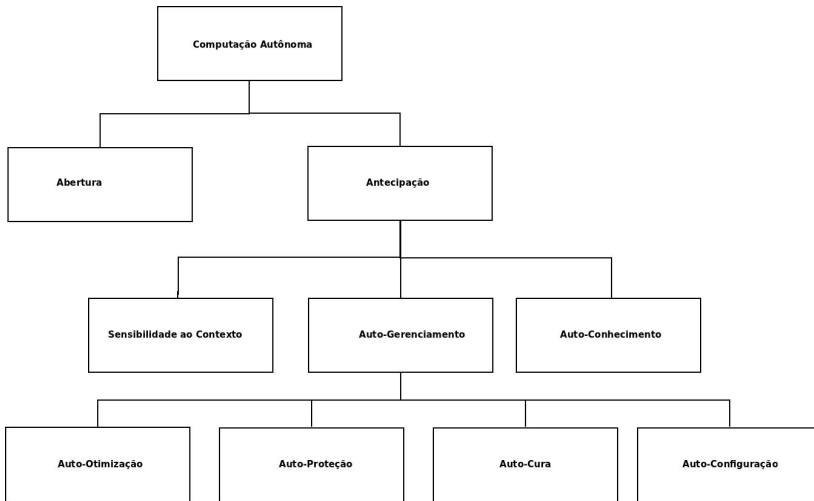 Computação Autônoma
Abertura
Antecipação
Sensibilidade ao Contexto
Auto-Gerenciamento
Auto-Conhecimento
Auto-Otimização
Auto-Proteção
Auto-Cura
Auto-Configuração